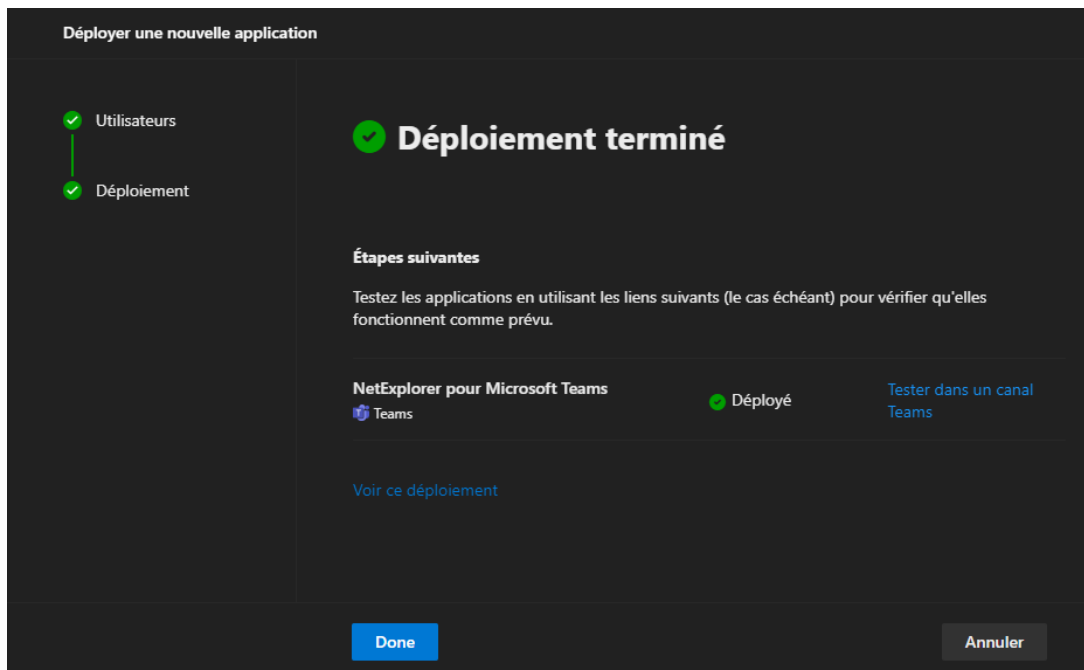 Déployer une nouvelle application
Utilisateurs
Déploiement
Déploiement terminé
Étapes suivantes
Testez les applications en utilisant les liens suivants (le cas échéant) pour vérifier qu'elles
fonctionnent comme prévu.
NetExplorer pour Microsoft Teams
Teams
Déployé
Tester dans un canal
Teams
Voir ce déploiement
Done
Annuler